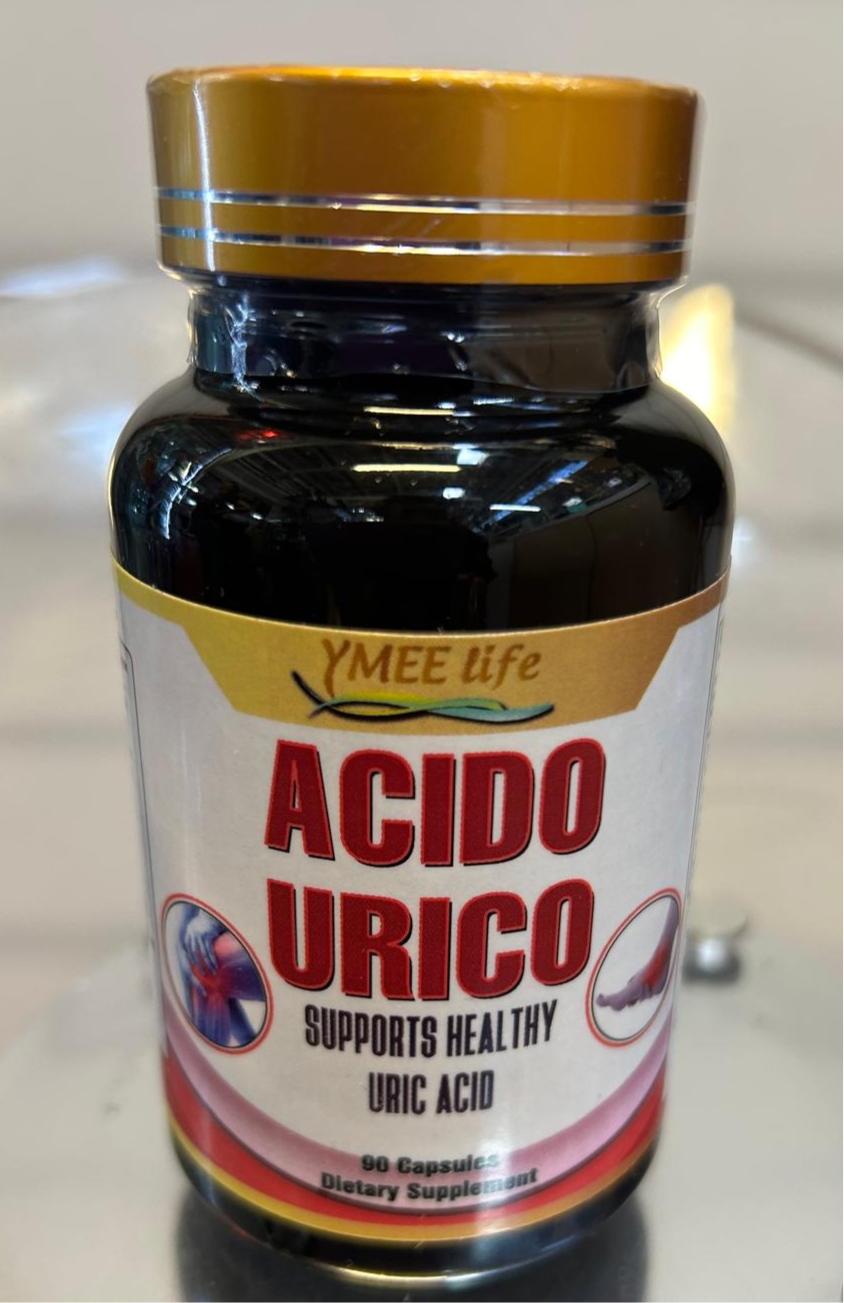 YMEE life
ACIDO
URICO
SUPPORTS HEALTHY
URIC ACID
90 Capsules
Dietary Supplement